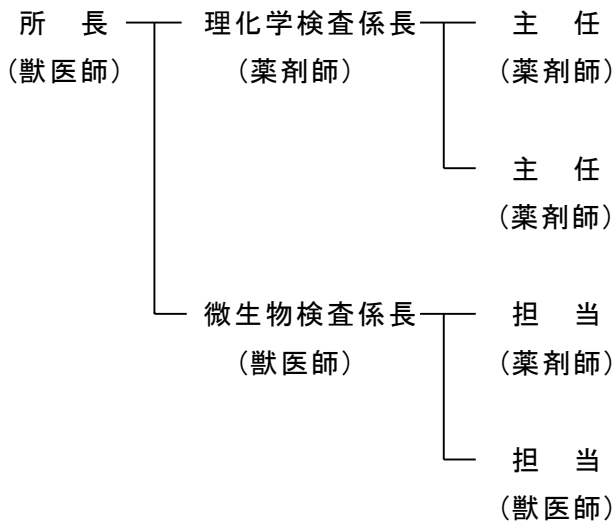 所 長 理化学検査係長 主 任
(獣医師) (薬剤師) (薬剤師)
主 任
(薬剤師)
微生物検査係長 担 当
(獣医師) (薬剤師)
担 当
(獣医師)